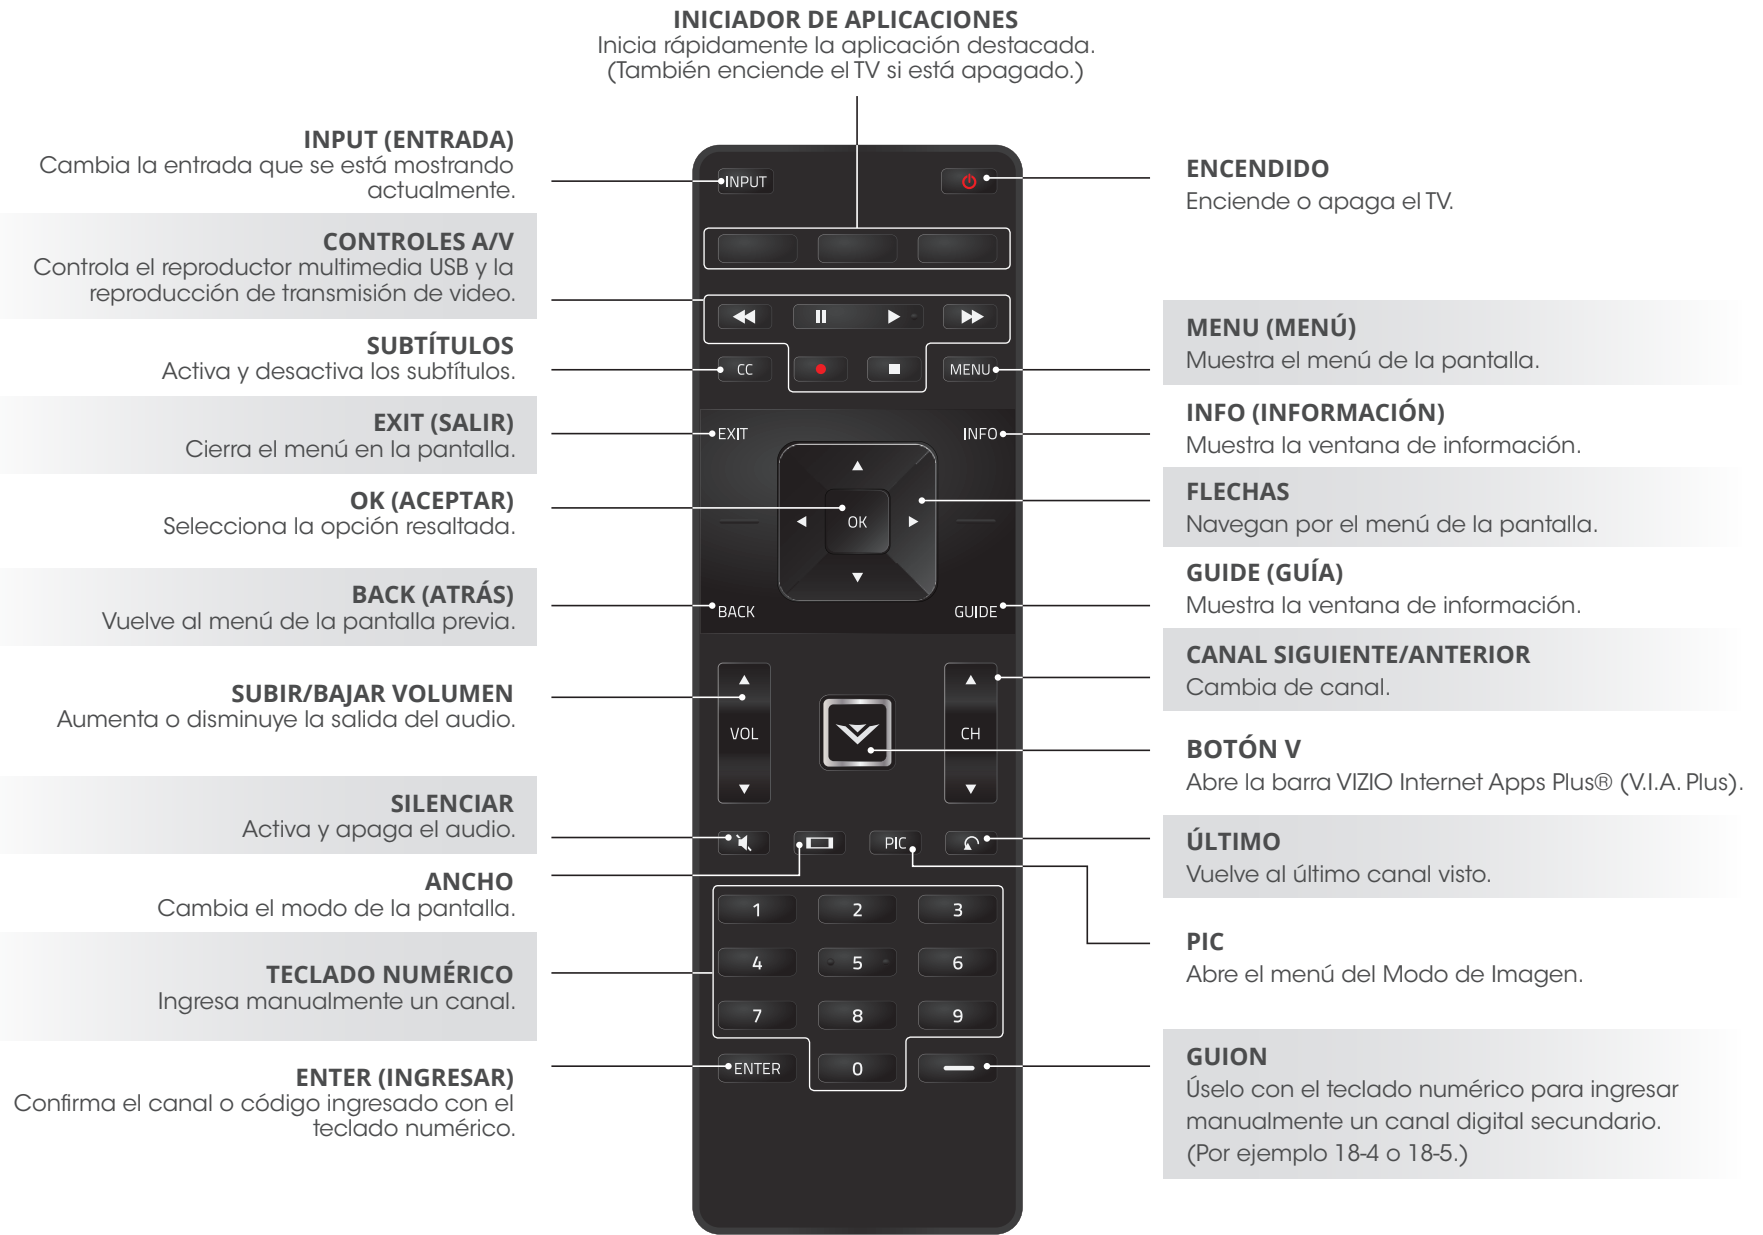 INICIADOR DE APLICACIONES
Inicia rápidamente la aplicación destacada.
(También enciende el TV si está apagado.)
INPUT (ENTRADA)
Cambia la entrada que se está mostrando
actualmente.
CONTROLES A/V
Controla el reproductor multimedia USB y la
reproducción de transmisión de video.
SUBTÍTULOS
Activa y desactiva los subtítulos.
EXIT (SALIR)
Cierra el menú en la pantalla.
OK (ACEPTAR)
Selecciona la opción resaltada.
BACK (ATRÁS)
Vuelve al menú de la pantalla previa.
SUBIR/BAJAR VOLUMEN
Aumenta o disminuye la salida del audio.
SILENCIAR
Activa y apaga el audio.
ANCHO
Cambia el modo de la pantalla.
TECLADO NUMÉRICO
Ingresa manualmente un canal.
ENTER (INGRESAR)
Confirma el canal o código ingresado con el
teclado numérico.
INPUT
CC
MENU
EXIT
INFO
OK
BACK
GUIDE
VOL
CH
PIC
1 2 3
4 5 6
7 8 9
ENTER 0
ENCENDIDO
Enciende o apaga el TV.
MENU (MENÚ)
Muestra el menú de la pantalla.
INFO (INFORMACIÓN)
Muestra la ventana de información.
FLECHAS
Navegan por el menú de la pantalla.
GUIDE (GUÍA)
Muestra la ventana de información.
CANAL SIGUIENTE/ANTERIOR
Cambia de canal.
BOTÓN V
Abre la barra VIZIO Internet Apps Plus® (V.I.A. Plus).
ÚLTIMO
Vuelve al último canal visto.
PIC
Abre el menú del Modo de Imagen.
GUION
Úselo con el teclado numérico para ingresar
manualmente un canal digital secundario.
(Por ejemplo 18-4 o 18-5.)